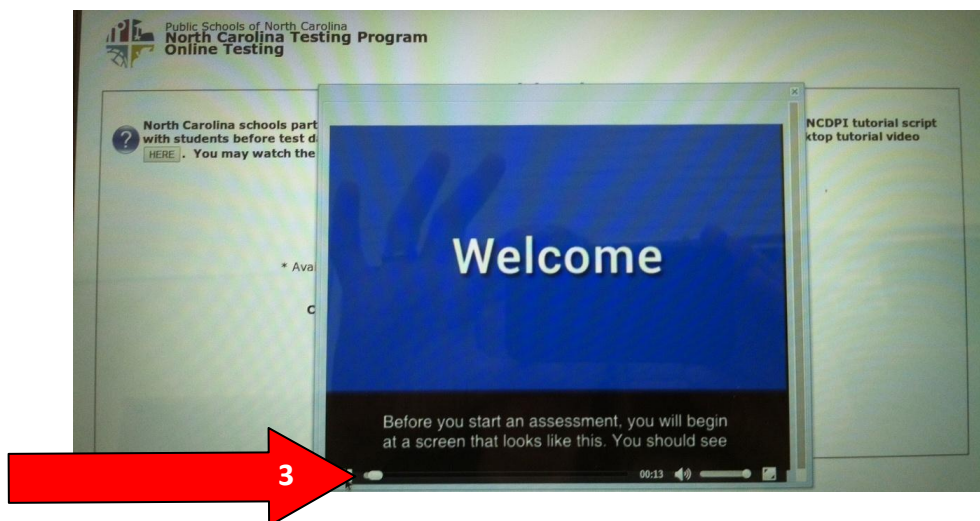 Public Schools of North Carolina
North Carolina Testing Program
Online Testing
North Carolina schools part
NCDPI tutorial script
with students before test d
ktop tutorial video
HERE . You may watch the
* Avai
C
Welcome
Before you start an assessment, you will begin
at a screen that looks like this. You should see
00:13
3